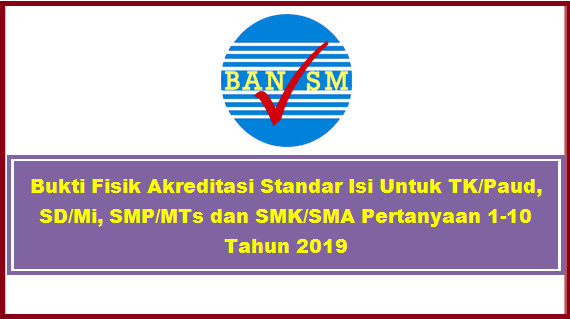 BAN SM
Bukti Fisik Akreditasi Standar Isi Untuk TK/Paud,
SD/Mi, SMP/MTs dan SMK/SMA Pertanyaan 1-10
Tahun 2019